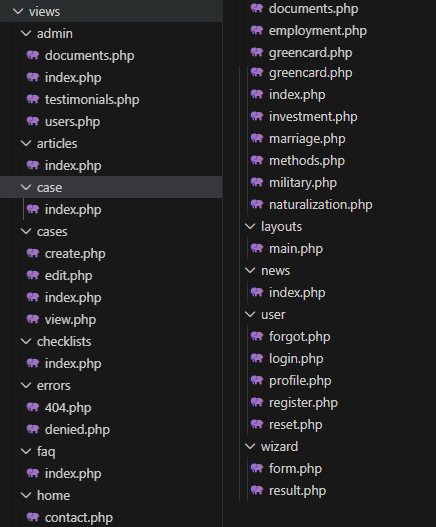 views
admin
documents.php
index.php
testimonials.php
users.php
articles
index.php
case
index.php
cases
create.php
edit.php
index.php
view.php
checklists
index.php
errors
404.php
denied.php
faq
index.php
home
contact.php
documents.php
employment.php
greencard.php
greencard.php
index.php
investment.php
marriage.php
methods.php
military.php
naturalization.php
layouts
main.php
news
index.php
user
forgot.php
login.php
profile.php
register.php
reset.php
wizard
form.php
result.php